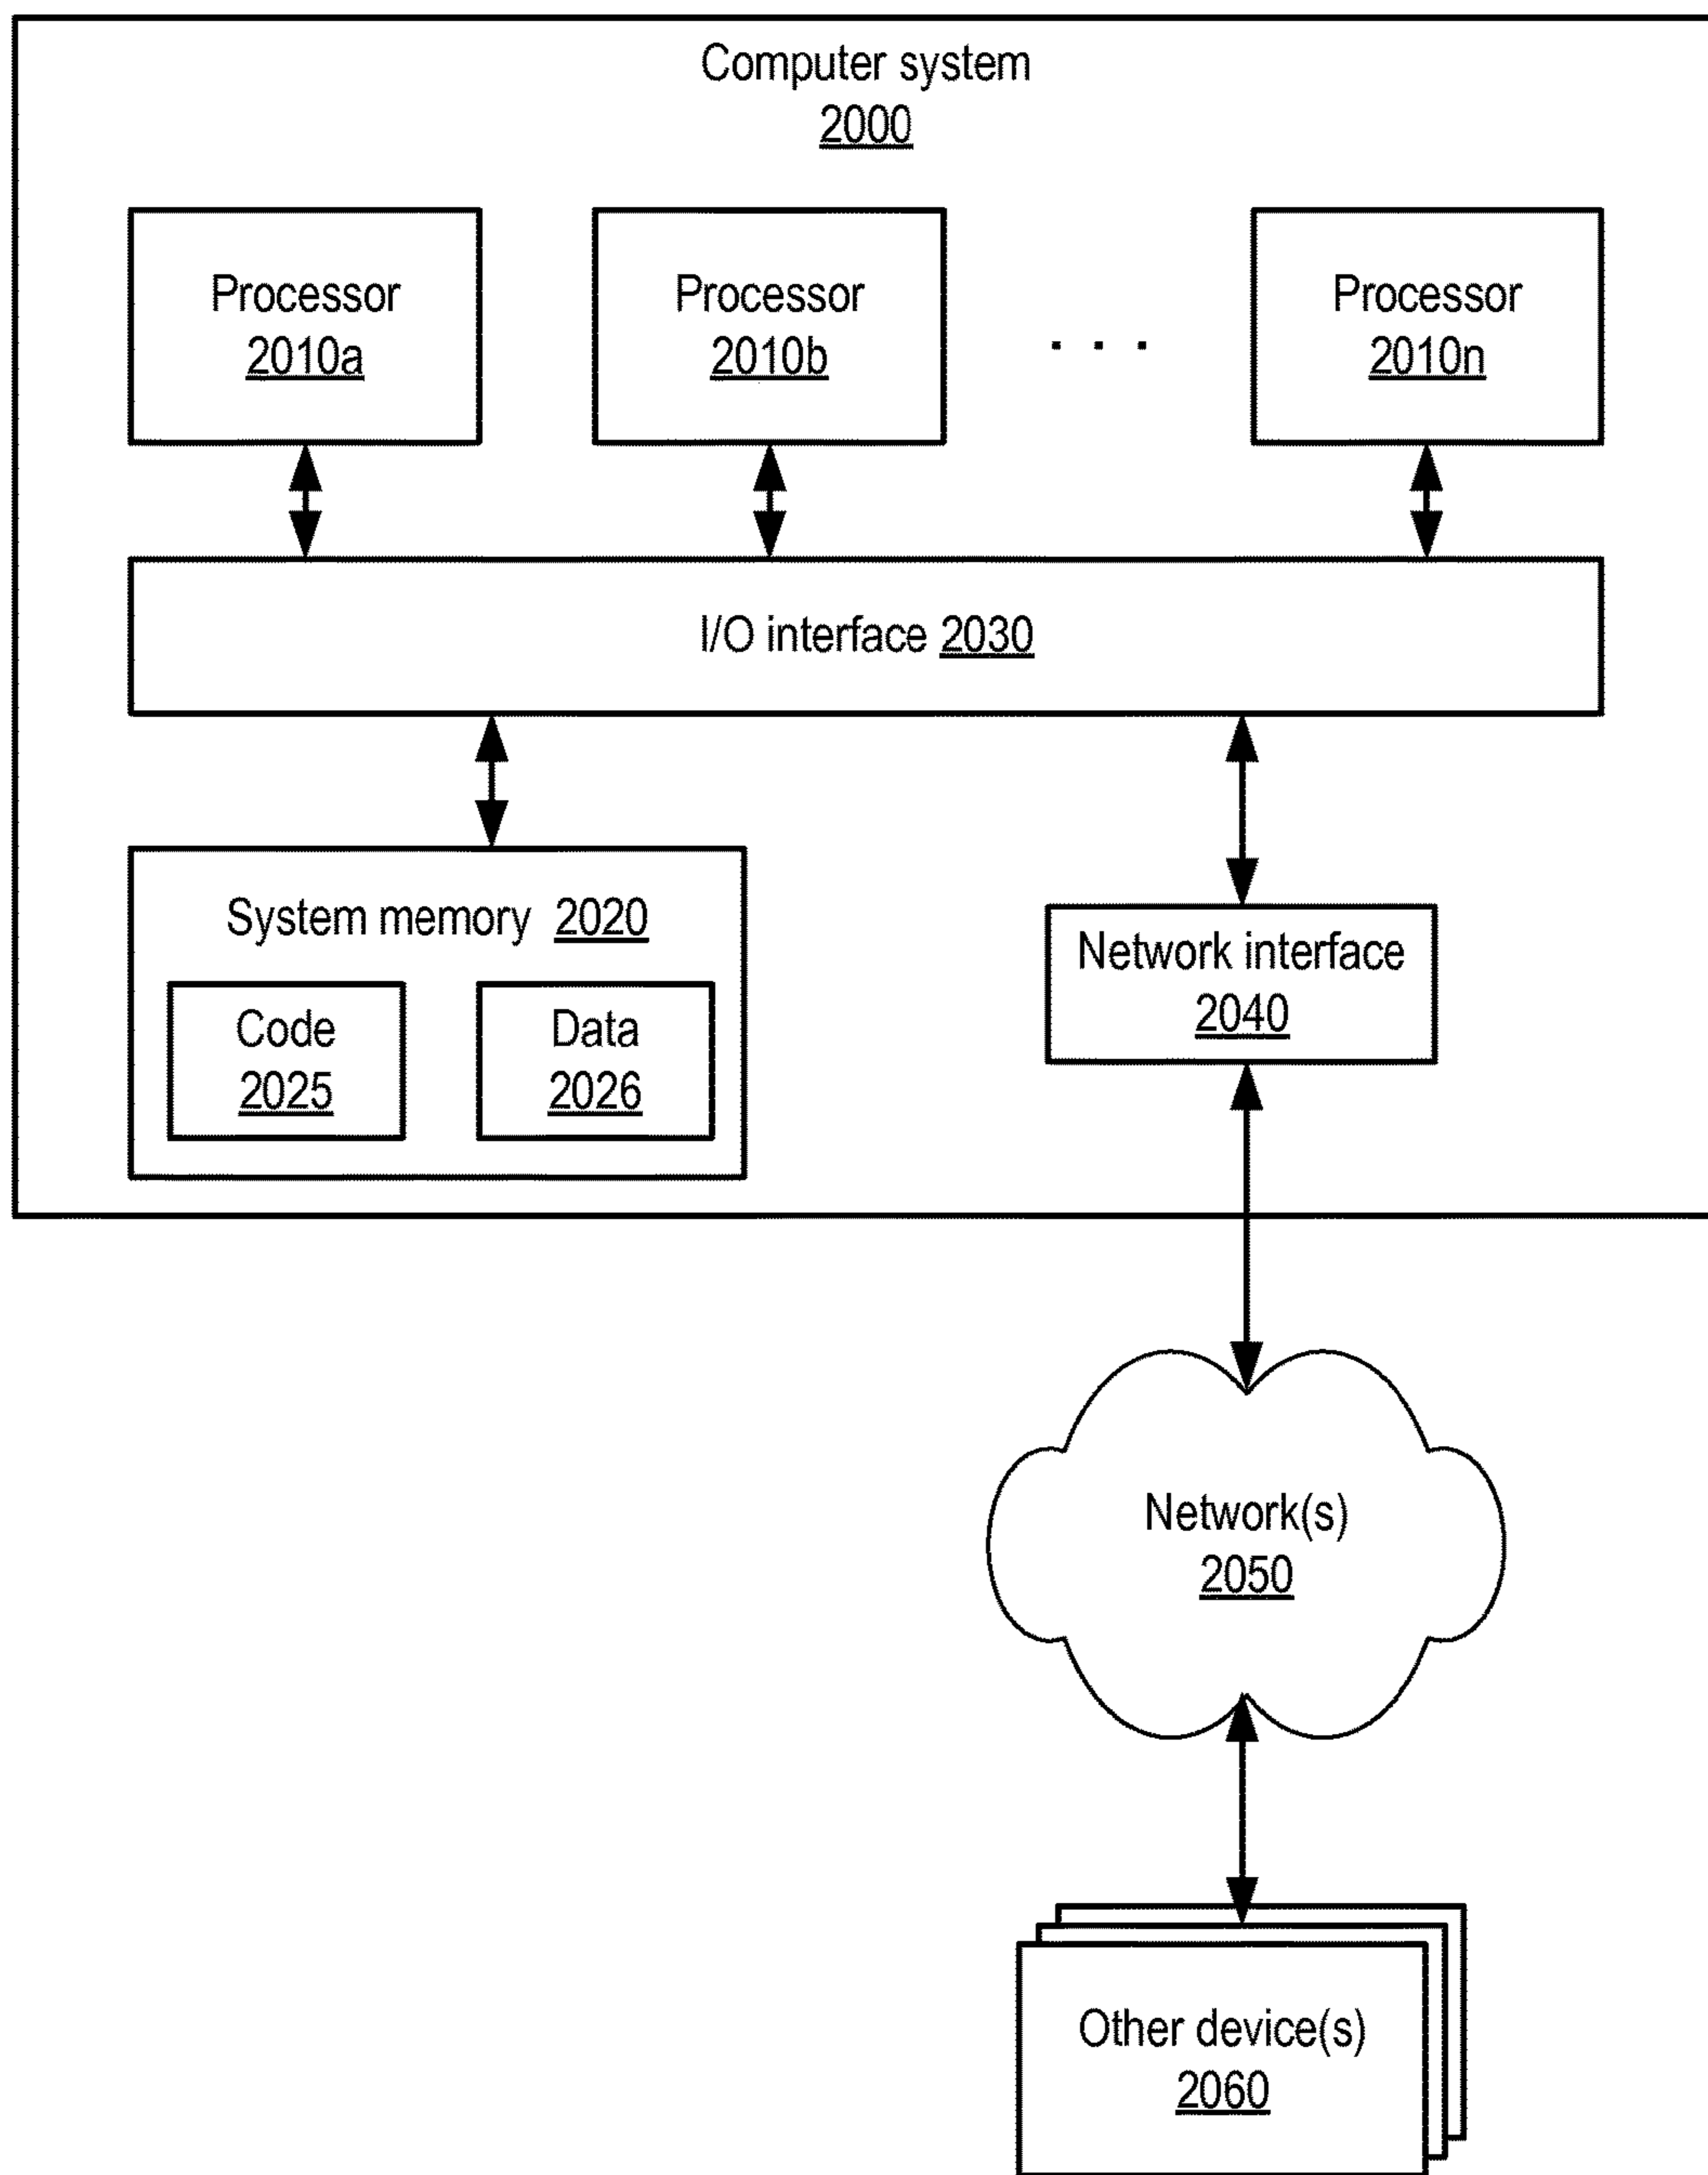 Computer system
2000
Processor
2010a
Processor
2010b
. . .
Processor
2010n
I/O interface 2030
System memory 2020
Code
2025
Data
2026
Network interface
2040
Network(s)
2050
Other device(s)
2060